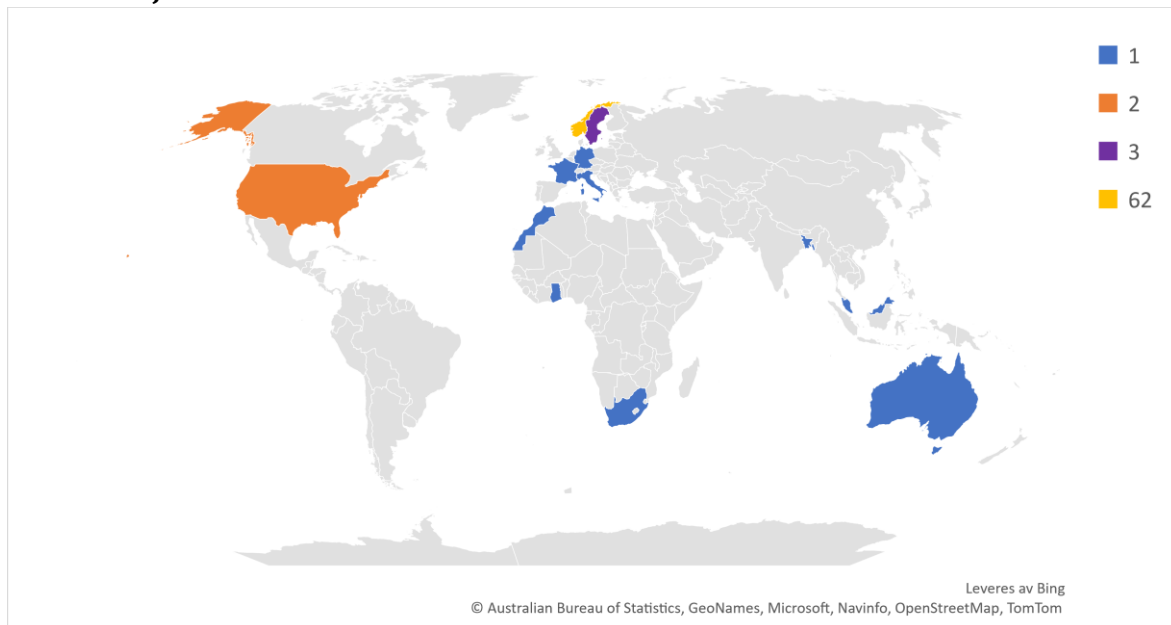 1
2
3
62
Leveres av Bing
© Australian Bureau of Statistics, GeoNames, Microsoft, Navinfo, OpenStreetMap, TomTom